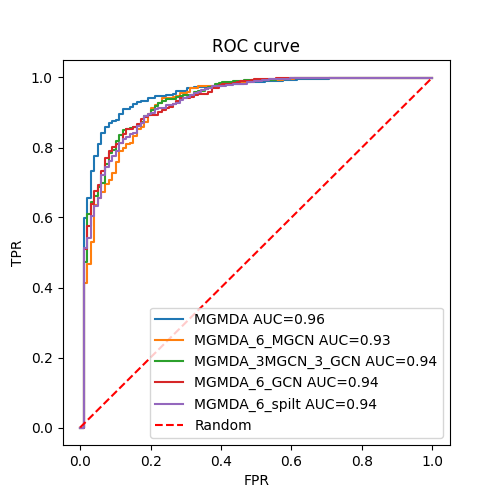 ROC curve
TPR
1.0
0.8
0.6
0.4
0.2
0.0
MGMDA AUC=0.96
MGMDA_6_MGCN AUC=0.93
MGMDA_3MGCN_3_GCN AUC=0.94
MGMDA_6_GCN AUC=0.94
MGMDA_6_spilt AUC=0.94
Random
0.0 0.2 0.4 0.6 0.8 1.0
FPR